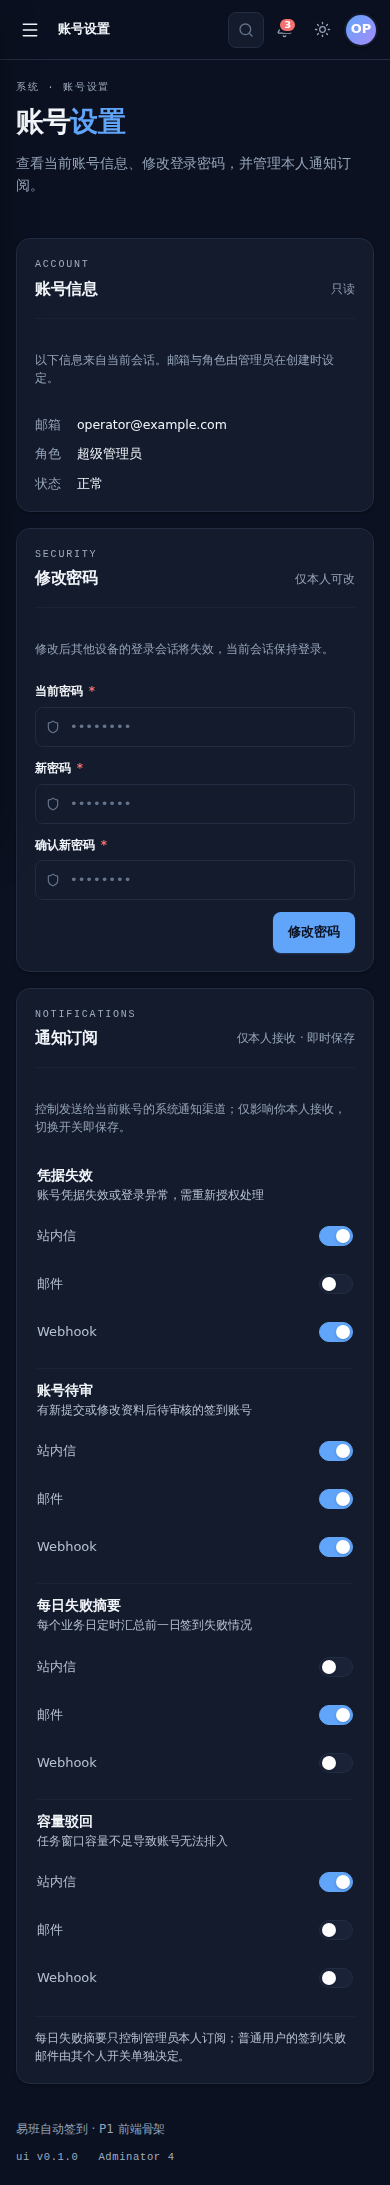 账号设置
3
OP
系统 · 账号设置
账号设置
查看当前账号信息、修改登录密码，并管理本人通知订
阅。
ACCOUNT
账号信息
只读
以下信息来自当前会话。邮箱与角色由管理员在创建时设
定。
邮箱 operator@example.com
角色 超级管理员
状态 正常
SECURITY
修改密码
仅本人可改
修改后其他设备的登录会话将失效，当前会话保持登录。
当前密码 *
••••••••
新密码 *
••••••••
确认新密码 *
••••••••
修改密码
NOTIFICATIONS
通知订阅
仅本人接收 · 即时保存
控制发送给当前账号的系统通知渠道；仅影响你本人接收，
切换开关即保存。
凭据失效
账号凭据失效或登录异常，需重新授权处理
站内信
邮件
Webhook
账号待审
有新提交或修改资料后待审核的签到账号
站内信
邮件
Webhook
每日失败摘要
每个业务日定时汇总前一日签到失败情况
站内信
邮件
Webhook
容量驳回
任务窗口容量不足导致账号无法排入
站内信
邮件
Webhook
每日失败摘要只控制管理员本人订阅；普通用户的签到失败
邮件由其个人开关单独决定。
易班自动签到 · P1 前端骨架
ui v0.1.0 Adminator 4